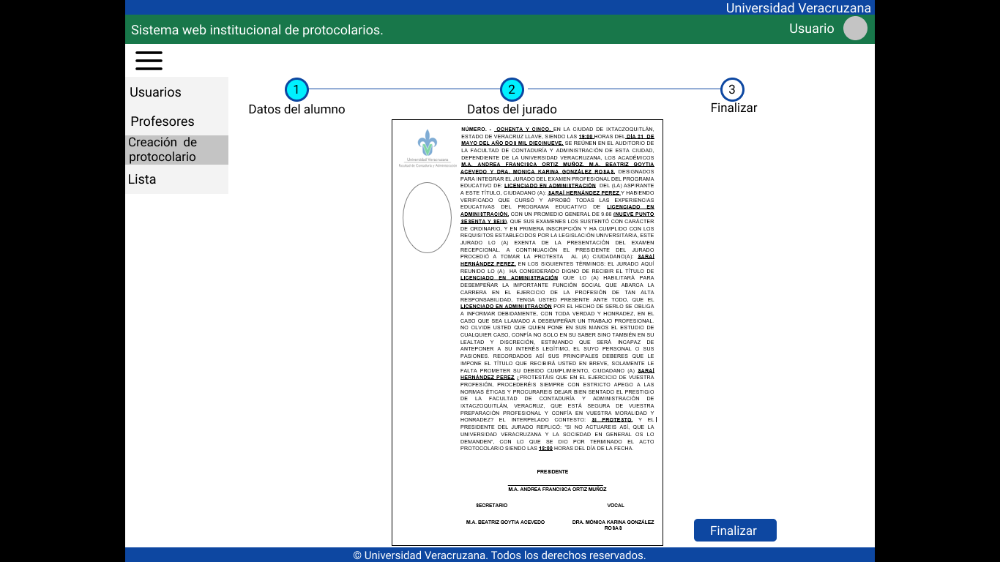 Universidad Veracruzana
Sistema web institucional de protocolarios.
Usuario
Usuarios
Profesores
Creación de
protocolario
Lista
1
2
3
Datos del alumno
Datos del jurado
Finalizar
Universidad Veracruzana
Facultad de Contaduría y Administración
NÚMERO. - OCHENTA Y CINCO, EN LA CIUDAD DE IXTACZOQUITLÁN,
ESTADO DE VERACRUZ LLAVE, SIENDO LAS 19:00 HORAS DEL DÍA 31 DE
MAYO DEL AÑO DOS MIL DIECINUEVE, SE REÚNEN EN EL AUDITORIO DE
LA FACULTAD DE CONTADURÍA Y ADMINISTRACIÓN DE ESTA CIUDAD,
DEPENDIENTE DE LA UNIVERSIDAD VERACRUZANA, LOS ACADÉMICOS
M.A. ANDREA FRANCISCA ORTIZ MUÑOZ, M.A. BEATRIZ GOYTIA
ACEVEDO Y DRA. MONICA KARINA GONZÁLEZ ROSAS, DESIGNADOS
PARA INTEGRAR EL JURADO DEL EXAMEN PROFESIONAL DEL PROGRAMA
EDUCATIVO DE: LICENCIADO EN ADMINISTRACIÓN DEL (LA) ASPIRANTE
A ESTE TÍTULO, CIUDADANO (A): SARAÍ HERNÁNDEZ PEREZ Y HABIENDO
VERIFICADO QUE CURSÓ Y APROBÓ TODAS LAS EXPERIENCIAS
EDUCATIVAS DEL PROGRAMA EDUCATIVO DE LICENCIADO EN
ADMINISTRACIÓN, CON UN PROMEDIO GENERAL DE 9.66 (NUEVE PUNTO
SESENTA Y SEIS), QUE SUS EXAMENES LOS SUSTENTÓ CON CARÁCTER
DE ORDINARIO, Y EN PRIMERA INSCRIPCIÓN Y HA CUMPLIDO CON LOS
REQUISITOS ESTABLECIDOS POR LA LEGISLACIÓN UNIVERSITARIA, ESTE
JURADO LO (A) EXENTA DE LA PRESENTACIÓN DEL EXAMEN
RECEPCIONAL. A CONTINUACIÓN EL PRESIDENTE DEL JURADO
PROCEDIÓ A TOMAR LA PROTESTA AL (A) CIUDADANO(A): SARAÍ
HERNÁNDEZ PEREZ, EN LOS SIGUIENTES TÉRMINOS: EL JURADO AQUÍ
REUNIDO LO (A) HA CONSIDERADO DIGNO DE RECIBIR EL TÍTULO DE
LICENCIADO EN ADMINISTRACIÓN QUE LO (A) HABILITARÁ PARA
DESEMPEÑAR LA IMPORTANTE FUNCIÓN SOCIAL QUE ABARCA LA
CARRERA EN EL EJERCICIO DE LA PROFESIÓN DE TAN ALTA
RESPONSABILIDAD, TENGA USTED PRESENTE ANTE TODO, QUE EL
LICENCIADO EN ADMINISTRACIÓN POR EL HECHO DE SERLO SE OBLIGA
A INFORMAR DEBIDAMENTE, CON TODA VERDAD Y HONRADEZ, EN EL
CASO QUE SEA LLAMADO A DESEMPEÑAR UN TRABAJO PROFESIONAL.
NO OLVIDE USTED QUE QUIEN PONE EN SUS MANOS EL ESTUDIO DE
CUALQUIER CASO, CONFÍA NO SOLO EN SU SABER SINO TAMBIÉN EN SU
LEALTAD Y DISCRECIÓN, ESTIMANDO QUE SERÁ INCAPAZ DE
ANTEPONER A SU INTERÉS LEGÍTIMO, EL SUYO PERSONAL O SUS
PASIONES. RECORDADOS ASÍ SUS PRINCIPALES DEBERES QUE LE
IMPONE EL TÍTULO QUE RECIBIRÁ USTED EN BREVE, SOLAMENTE LE
FALTA PROMETER SU DEBIDO CUMPLIMIENTO, CIUDADANO (A) SARAÍ
HERNÁNDEZ PEREZ ¿PROTESTÁIS QUE EN EL EJERCICIO DE VUESTRA
PROFESIÓN, PROCEDERÉIS SIEMPRE CON ESTRICTO APEGO A LAS
NORMAS ÉTICAS Y PROCURAREIS DEJAR BIEN SENTADO EL PRESTIGIO
DE LA FACULTAD DE CONTADURÍA Y ADMINISTRACIÓN DE
IXTACZOQUITLÁN, VERACRUZ, QUE ESTÁ SEGURA DE VUESTRA
PREPARACIÓN PROFESIONAL Y CONFÍA EN VUESTRA MORALIDAD Y
HONRADEZ? EL INTERPELADO CONTESTO: SI PROTESTO, Y EL
PRESIDENTE DEL JURADO REPLICÓ: "SI NO ACTUAREIS ASÍ, QUE LA
UNIVERSIDAD VERACRUZANA Y LA SOCIEDAD EN GENERAL OS LO
DEMANDEN", CON LO QUE SE DIO POR TERMINADO EL ACTO
PROTOCOLARIO SIENDO LAS 18:00 HORAS DEL DÍA DE LA FECHA.
PRESIDENTE
M.A. ANDREA FRANCISCA ORTIZ MUÑOZ
SECRETARIO
VOCAL
M.A. BEATRIZ GOYTIA ACEVEDO
DRA. MÓNICA KARINA GONZÁLEZ
ROSAS
Finalizar
© Universidad Veracruzana. Todos los derechos reservados.